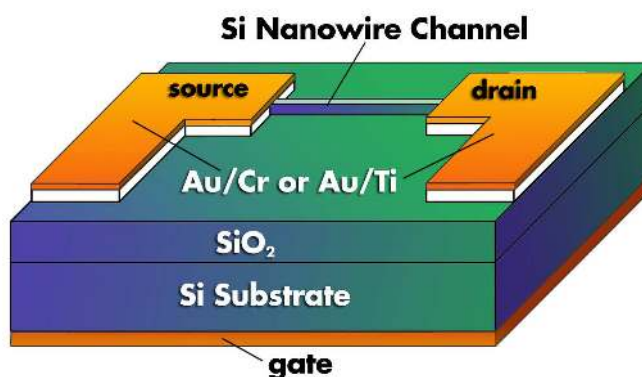 Si Nanowire Channel
source
drain
Au/Cr or Au/Ti
SiO₂
Si Substrate
gate